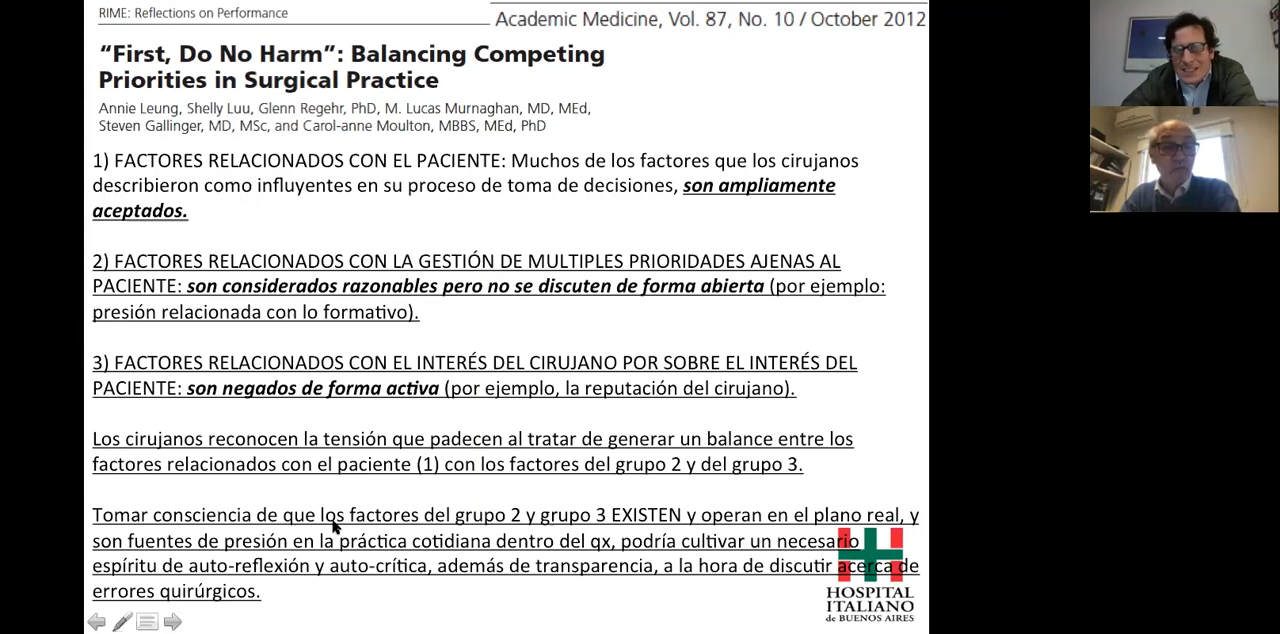 RIME: Reflections on Performance
Academic Medicine, Vol. 87, No. 10 / October 2012
“First, Do No Harm”: Balancing Competing
Priorities in Surgical Practice
Annie Leung, Shelly Luu, Glenn Regehr, PhD, M. Lucas Murnaghan, MD, MEd,
Steven Gallinger, MD, MSc, and Carol-anne Moulton, MBBS, MEd, PhD
1) FACTORES RELACIONADOS CON EL PACIENTE: Muchos de los factores que los cirujanos
describieron como influyentes en su proceso de toma de decisiones, son ampliamente
aceptados.
2) FACTORES RELACIONADOS CON LA GESTIÓN DE MULTIPLES PRIORIDADES AJENAS AL
PACIENTE: son considerados razonables pero no se discuten de forma abierta (por ejemplo:
presión relacionada con lo formativo).
3) FACTORES RELACIONADOS CON EL INTERÉS DEL CIRUJANO POR SOBRE EL INTERÉS DEL
PACIENTE: son negados de forma activa (por ejemplo, la reputación del cirujano).
Los cirujanos reconocen la tensión que padecen al tratar de generar un balance entre los
factores relacionados con el paciente (1) con los factores del grupo 2 y del grupo 3.
Tomar consciencia de que los factores del grupo 2 y grupo 3 EXISTEN y operan en el plano real, y
son fuentes de presión en la práctica cotidiana dentro del qx, podría cultivar un necesario
espíritu de auto-reflexión y auto-crítica, además de transparencia, a la hora de discutir acerca de
errores quirúrgicos.
HOSPITAL
ITALIANO
de BUENOS AIRES